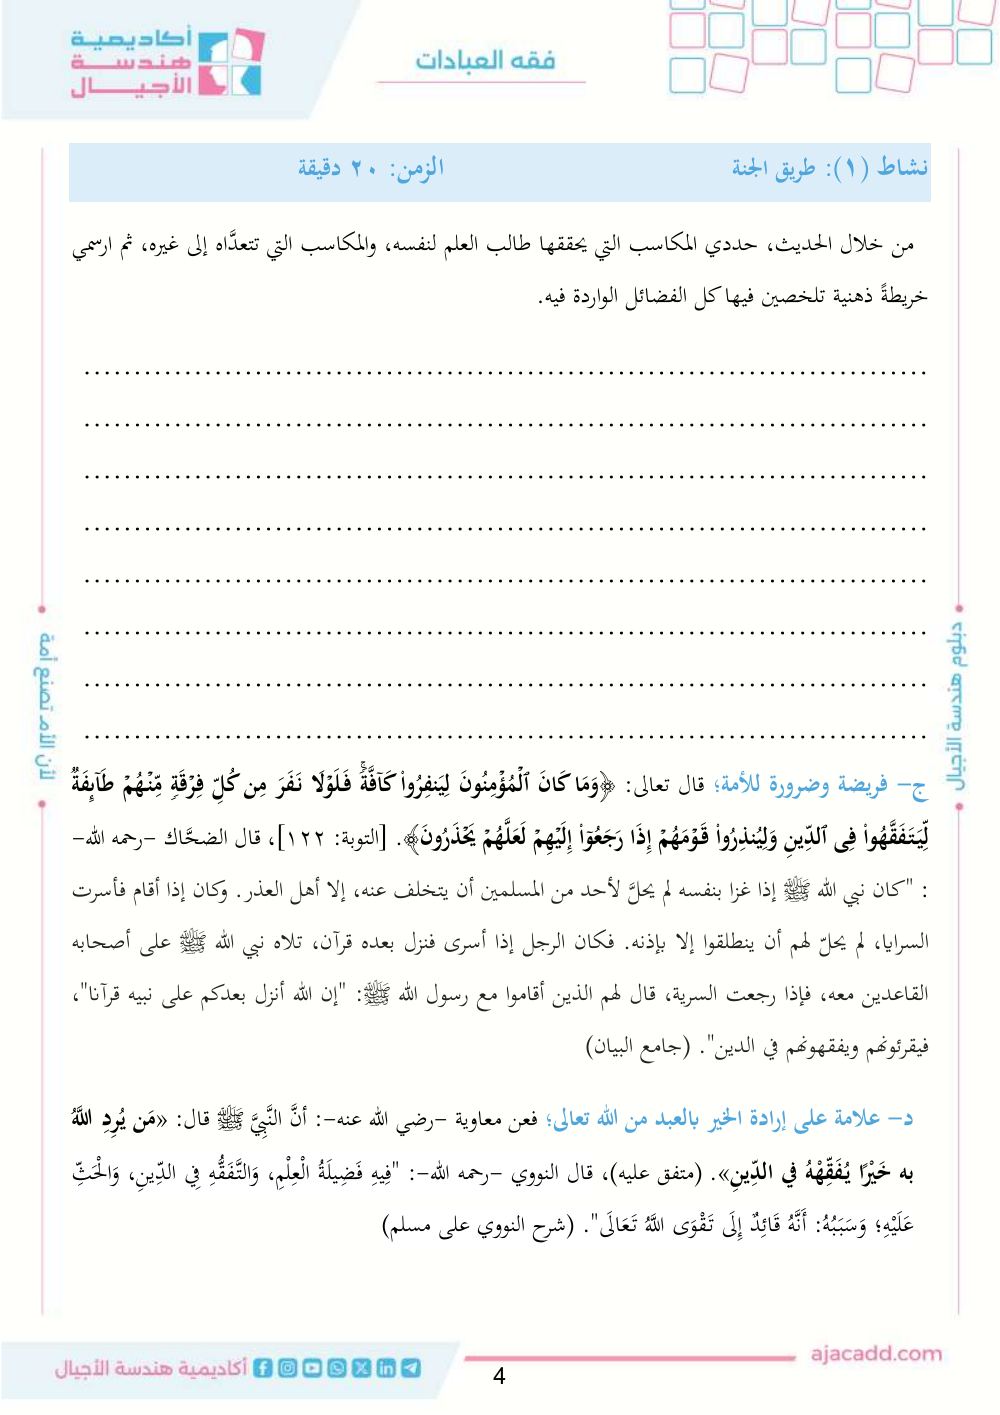 أكاديمية
هندسة
الأجيال
فقه العبادات
نشاط (١): طريق الجنة الزمن: ٢٠ دقيقة
من خلال الحديث، حددي المكاسب التي يحققها طالب العلم لنفسه، والمكاسب التي تتعدَّاه إلى غيره، ثم ارسمي
خريطةً ذهنية تلخصين فيها كل الفضائل الواردة فيه.
ج- فريضة وضرورة للأمة؛ قال تعالى: ﴿وَمَا كَانَ ٱلْمُؤْمِنُونَ لِيَنفِرُوا۟ كَآفَّةًۚ فَلَوْلَا نَفَرَ مِن كُلِّ فِرْقَةٍ مِّنْهُمْ طَآئِفَةٌ
لِّيَتَفَقَّهُوا۟ فِى ٱلدِّينِ وَلِيُنذِرُوا۟ قَوْمَهُمْ إِذَا رَجَعُوٓا۟ إِلَيْهِمْ لَعَلَّهُمْ يَحْذَرُونَ﴾. [التوبة: ١٢٢]، قال الضحَّاك -رحمه الله-
: "كان نبي الله ﷺ إذا غزا بنفسه لم يحلَّ لأحد من المسلمين أن يتخلف عنه، إلا أهل العذر. وكان إذا أقام فأسرت
السرايا، لم يحلّ لهم أن ينطلقوا إلا بإذنه. فكان الرجل إذا أسرى فنزل بعده قرآن، تلاه نبي الله ﷺ على أصحابه
القاعدين معه، فإذا رجعت السرية، قال لهم الذين أقاموا مع رسول الله ﷺ: "إن الله أنزل بعدكم على نبيه قرآنا"،
فيقرئونهم ويفقهونهم في الدين". (جامع البيان)
د- علامة على إرادة الخير بالعبد من الله تعالى؛ فعن معاوية -رضي الله عنه-: أنَّ النَّبِيَّ ﷺ قال: «مَن يُرِدِ اللَّهُ
به خَيْرًا يُفَقِّهْهُ في الدِّينِ». (متفق عليه)، قال النووي -رحمه الله-: "فِيهِ فَضِيلَةُ الْعِلْمِ، وَالتَّفَقُّهِ فِي الدِّينِ، وَالْحَثِّ
عَلَيْهِ؛ وَسَبَبُهُ: أَنَّهُ قَائِدٌ إِلَى تَقْوَى اللَّهُ تَعَالَى". (شرح النووي على مسلم)
دبلوم هندسة الأجيال
لأن الأم تصنع أمة
أكاديمية هندسة الأجيال
4
ajacadd.com